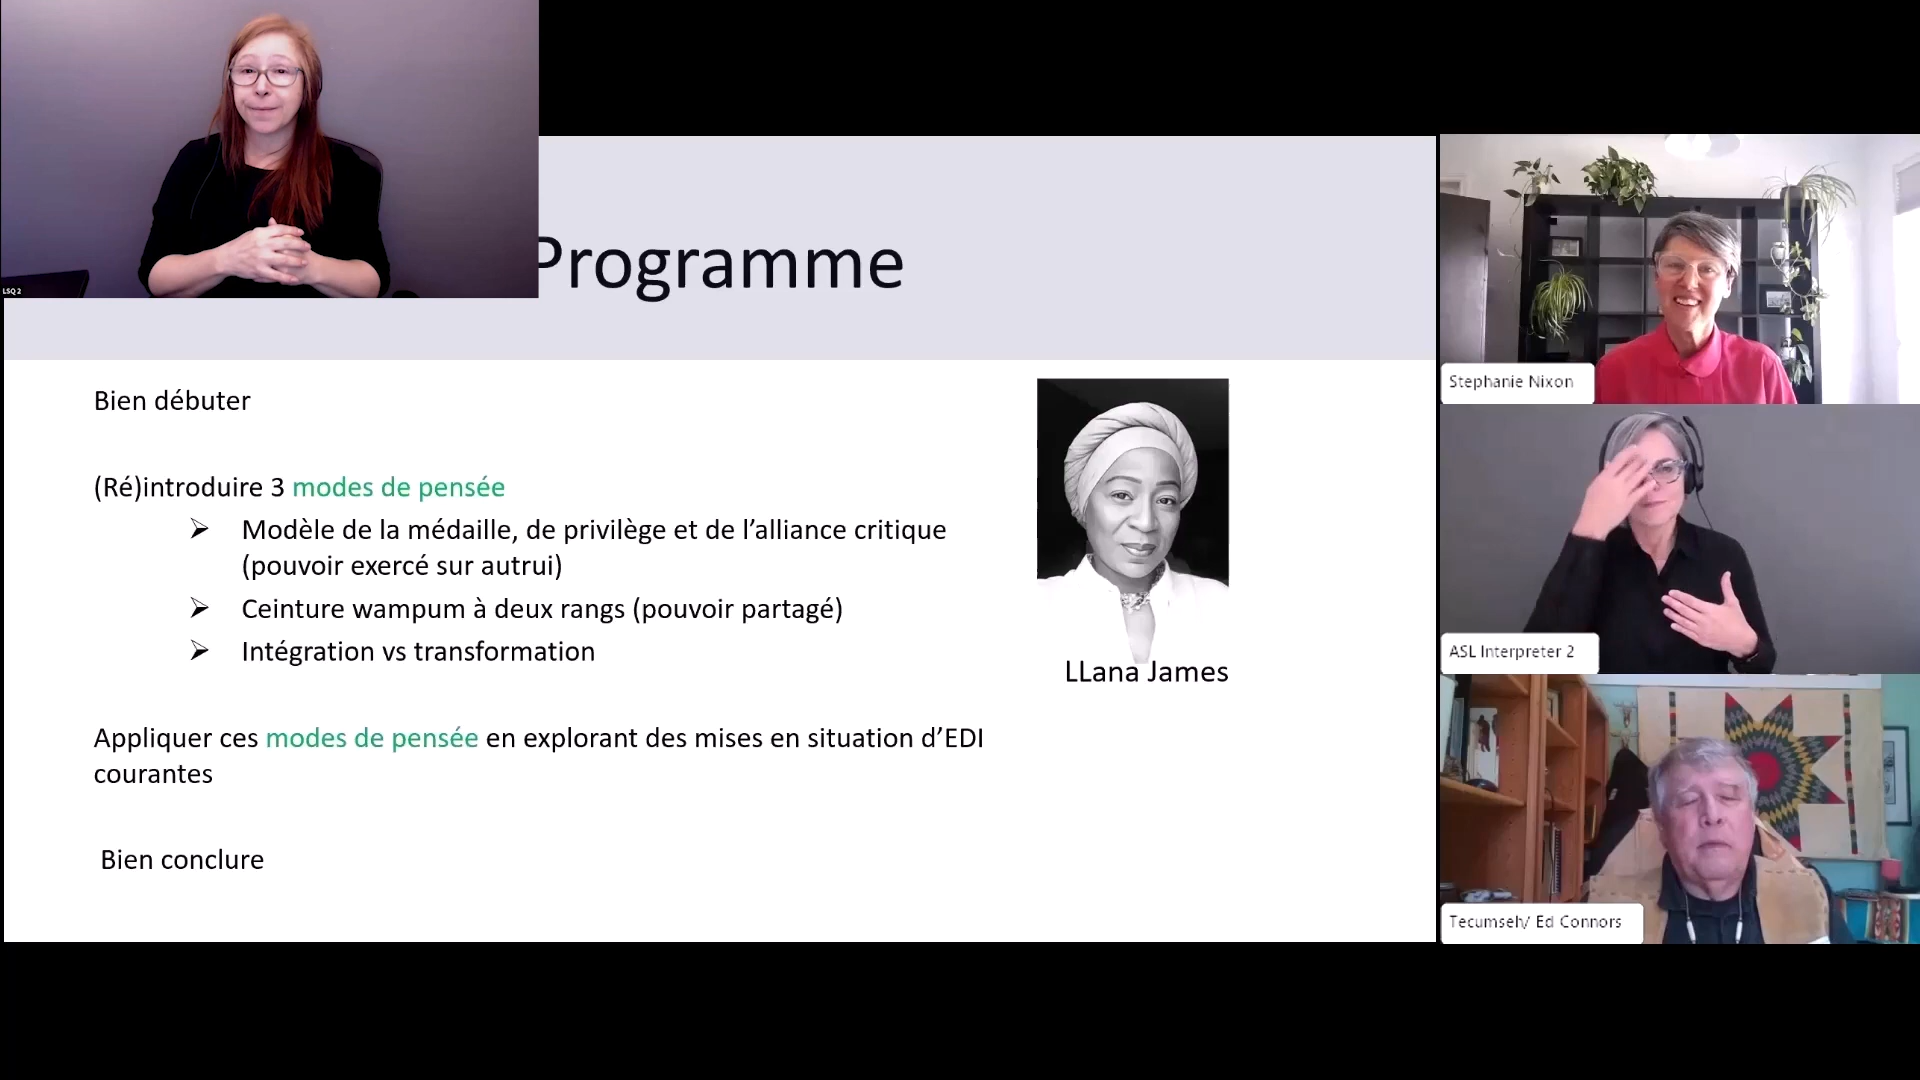 LSQ 2
Programme
Bien débuter
(Ré)introduire 3 modes de pensée
Modèle de la médaille, de privilège et de l’alliance critique
(pouvoir exercé sur autrui)
Ceinture wampum à deux rangs (pouvoir partagé)
Intégration vs transformation
Appliquer ces modes de pensée en explorant des mises en situation d’EDI
courantes
Bien conclure
LLana James
Stephanie Nixon
ASL Interpreter 2
Tecumseh/ Ed Connors